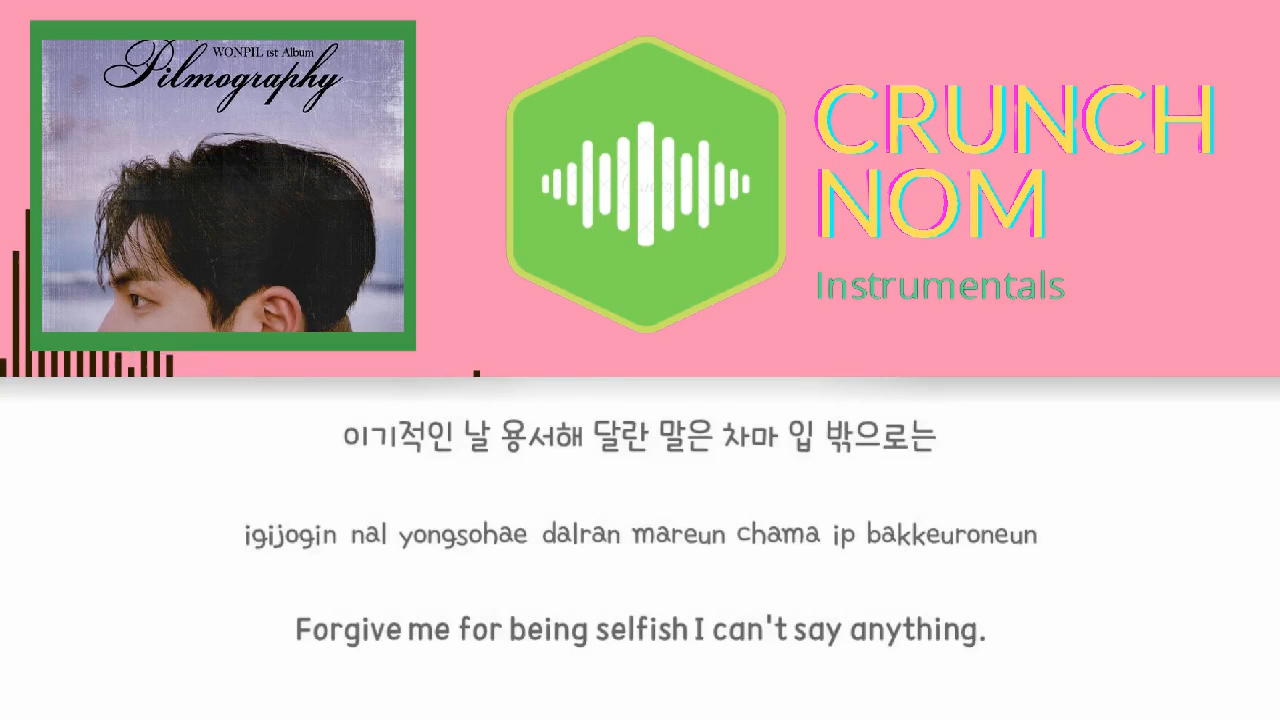 WONPIL 1st Album
Pilmography
CRUNCH
NOM
Instrumentals
이기적인 날 용서해 달란 말은 차마 입 밖으로는
igijogin nal yongsohae dalran mareun chama ip bakkeuroneun
Forgive me for being selfish I can't say anything.